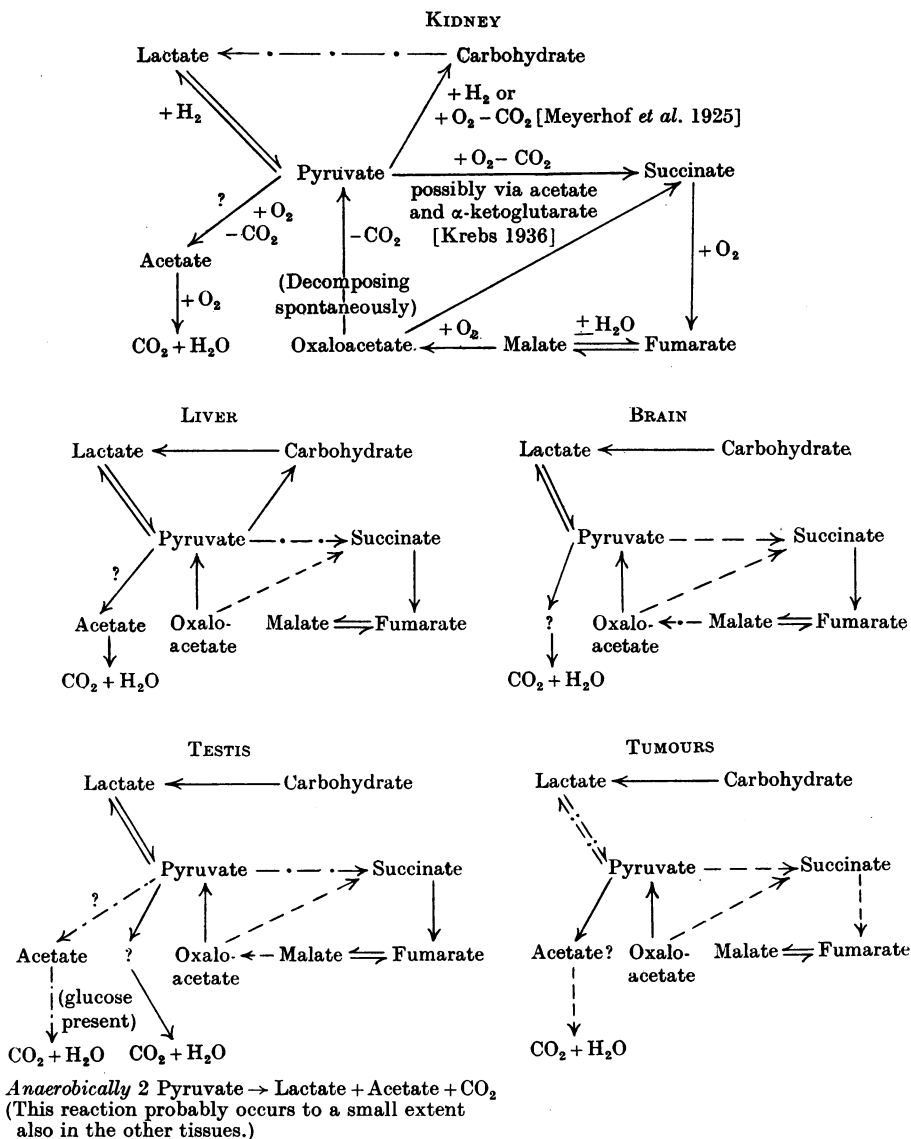 KIDNEY
Lactate Carbohydrate
+H₂
+H₂ or
+O₂−CO₂ [Meyerhof et al. 1925]
Pyruvate +O₂−CO₂ Succinate
possibly via acetate
and α-ketoglutarate
[Krebs 1936]
?
+O₂
−CO₂
−CO₂
+O₂
Acetate
+O₂
(Decomposing
spontaneously)
CO₂+H₂O Oxaloacetate +O₂ Malate ±H₂O Fumarate
LIVER
Lactate Carbohydrate
Pyruvate Succinate
?
Acetate Oxalo- Malate Fumarate
acetate
CO₂+H₂O
BRAIN
Lactate Carbohydrate
Pyruvate Succinate
? Oxalo- Malate Fumarate
acetate
CO₂+H₂O
TESTIS
Lactate Carbohydrate
Pyruvate Succinate
?
Acetate ? Oxalo- Malate Fumarate
acetate
(glucose
present)
CO₂+H₂O CO₂+H₂O
TUMOURS
Lactate Carbohydrate
Pyruvate Succinate
Acetate? Oxalo- Malate Fumarate
acetate
CO₂+H₂O
Anaerobically 2 Pyruvate → Lactate+Acetate+CO₂
(This reaction probably occurs to a small extent
also in the other tissues.)